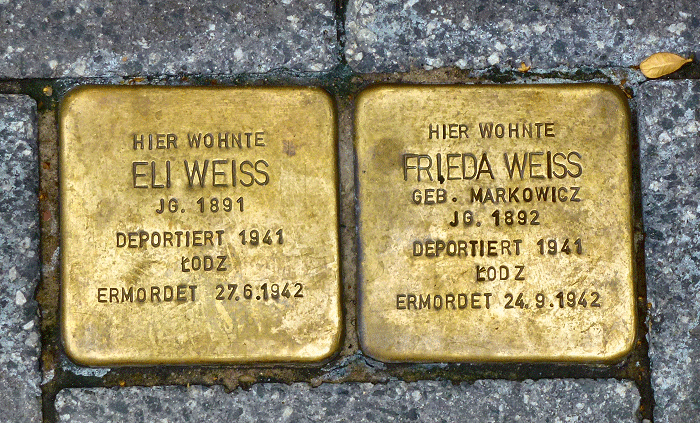 HIER WOHNTE
ELI WEISS
JG. 1891
DEPORTIERT 1941
ŁODZ
ERMORDET 27.6.1942
HIER WOHNTE
FRIEDA WEISS
GEB. MARKOWICZ
JG. 1892
DEPORTIERT 1941
ŁODZ
ERMORDET 24.9.1942